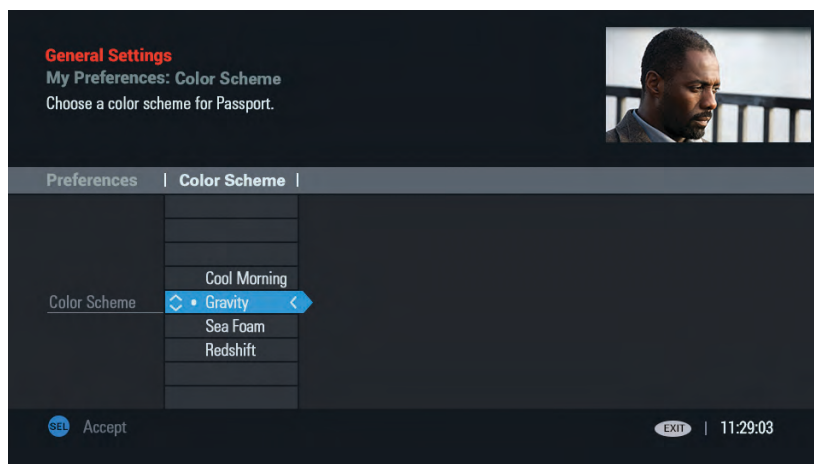 General Settings
My Preferences: Color Scheme
Choose a color scheme for Passport.
Preferences | Color Scheme |
Cool Morning
Color Scheme • Gravity
Sea Foam
Redshift
SEL Accept EXIT | 11:29:03